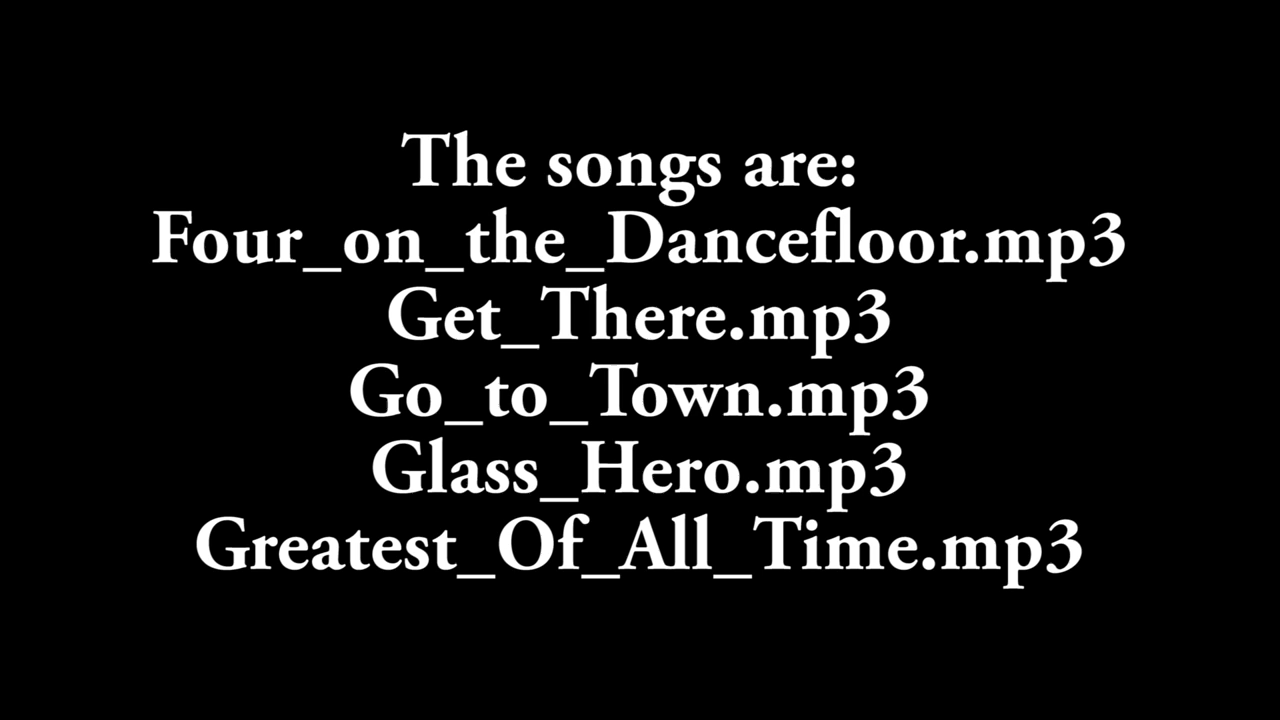 The songs are:
Four_on_the_Dancefloor.mp3
Get_There.mp3
Go_to_Town.mp3
Glass_Hero.mp3
Greatest_Of_All_Time.mp3